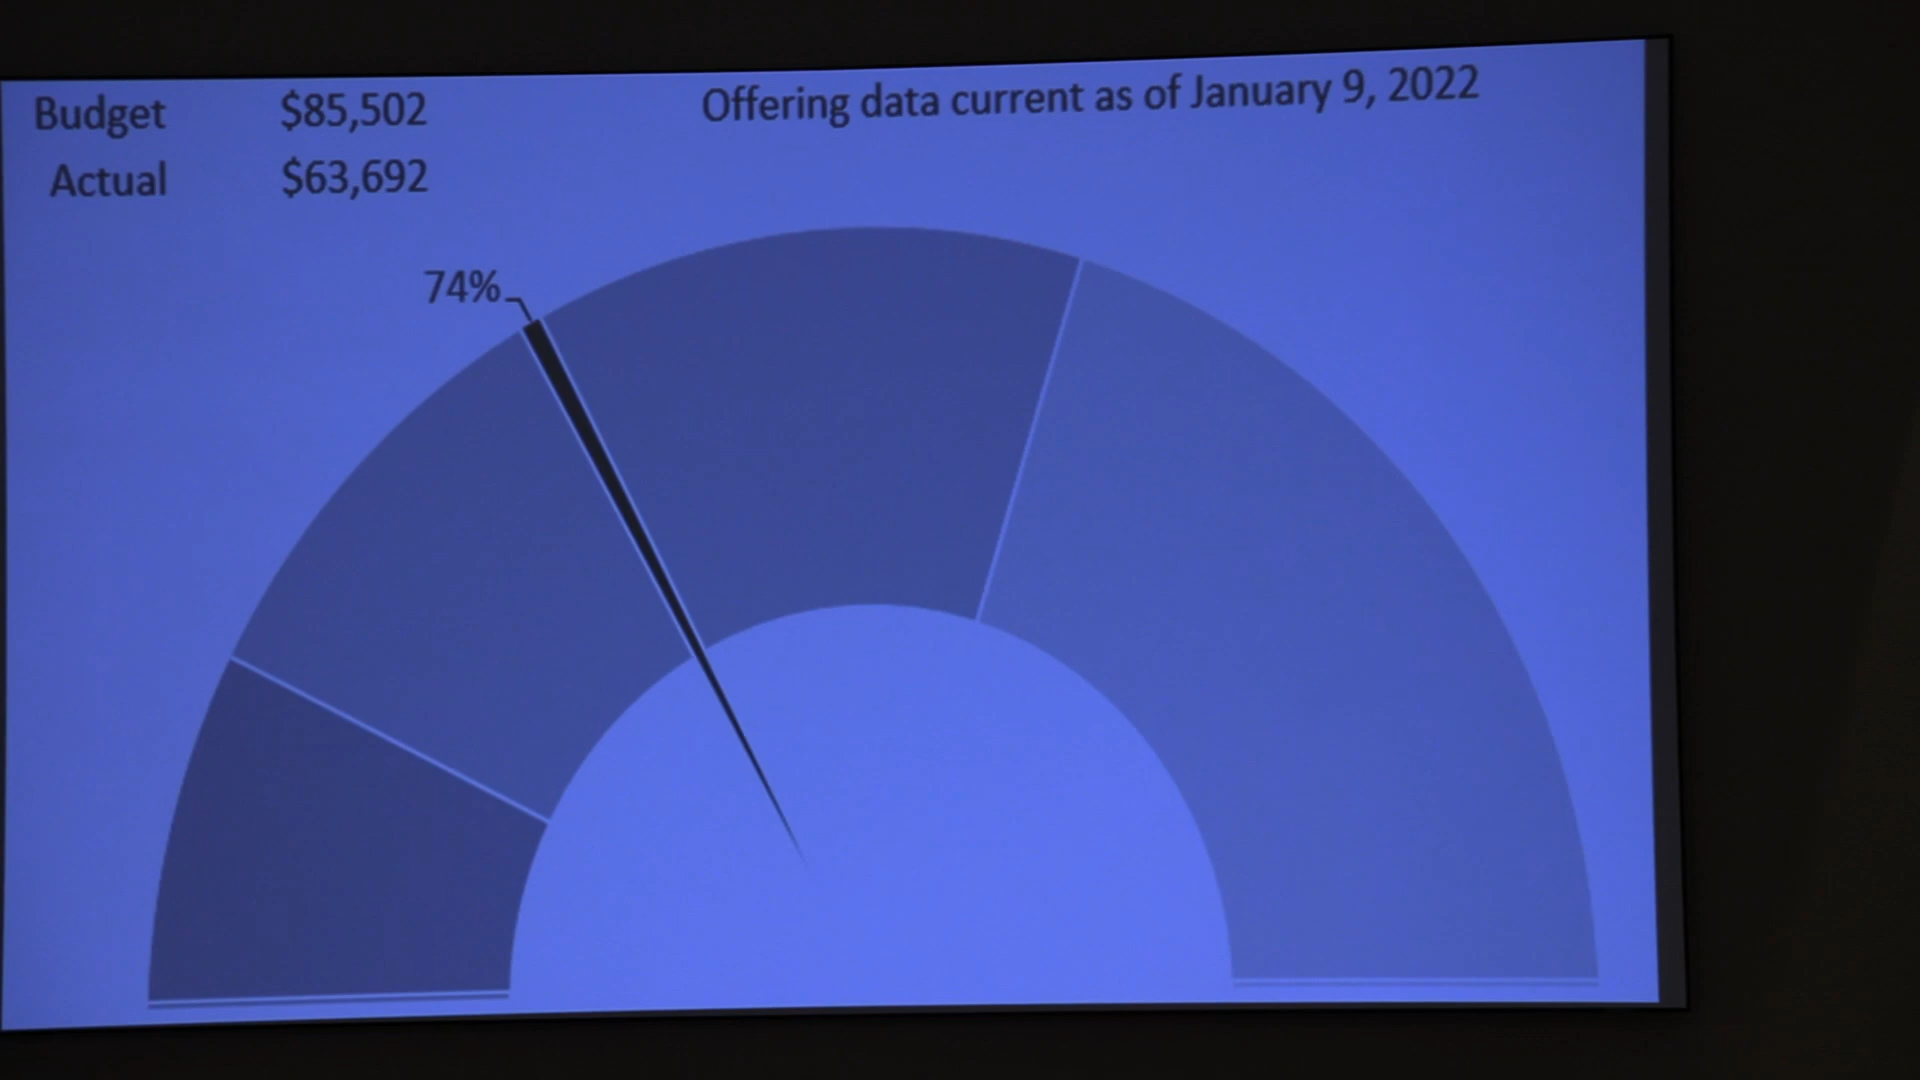 Budget $85,502
Offering data current as of January 9, 2022
Actual $63,692
74%